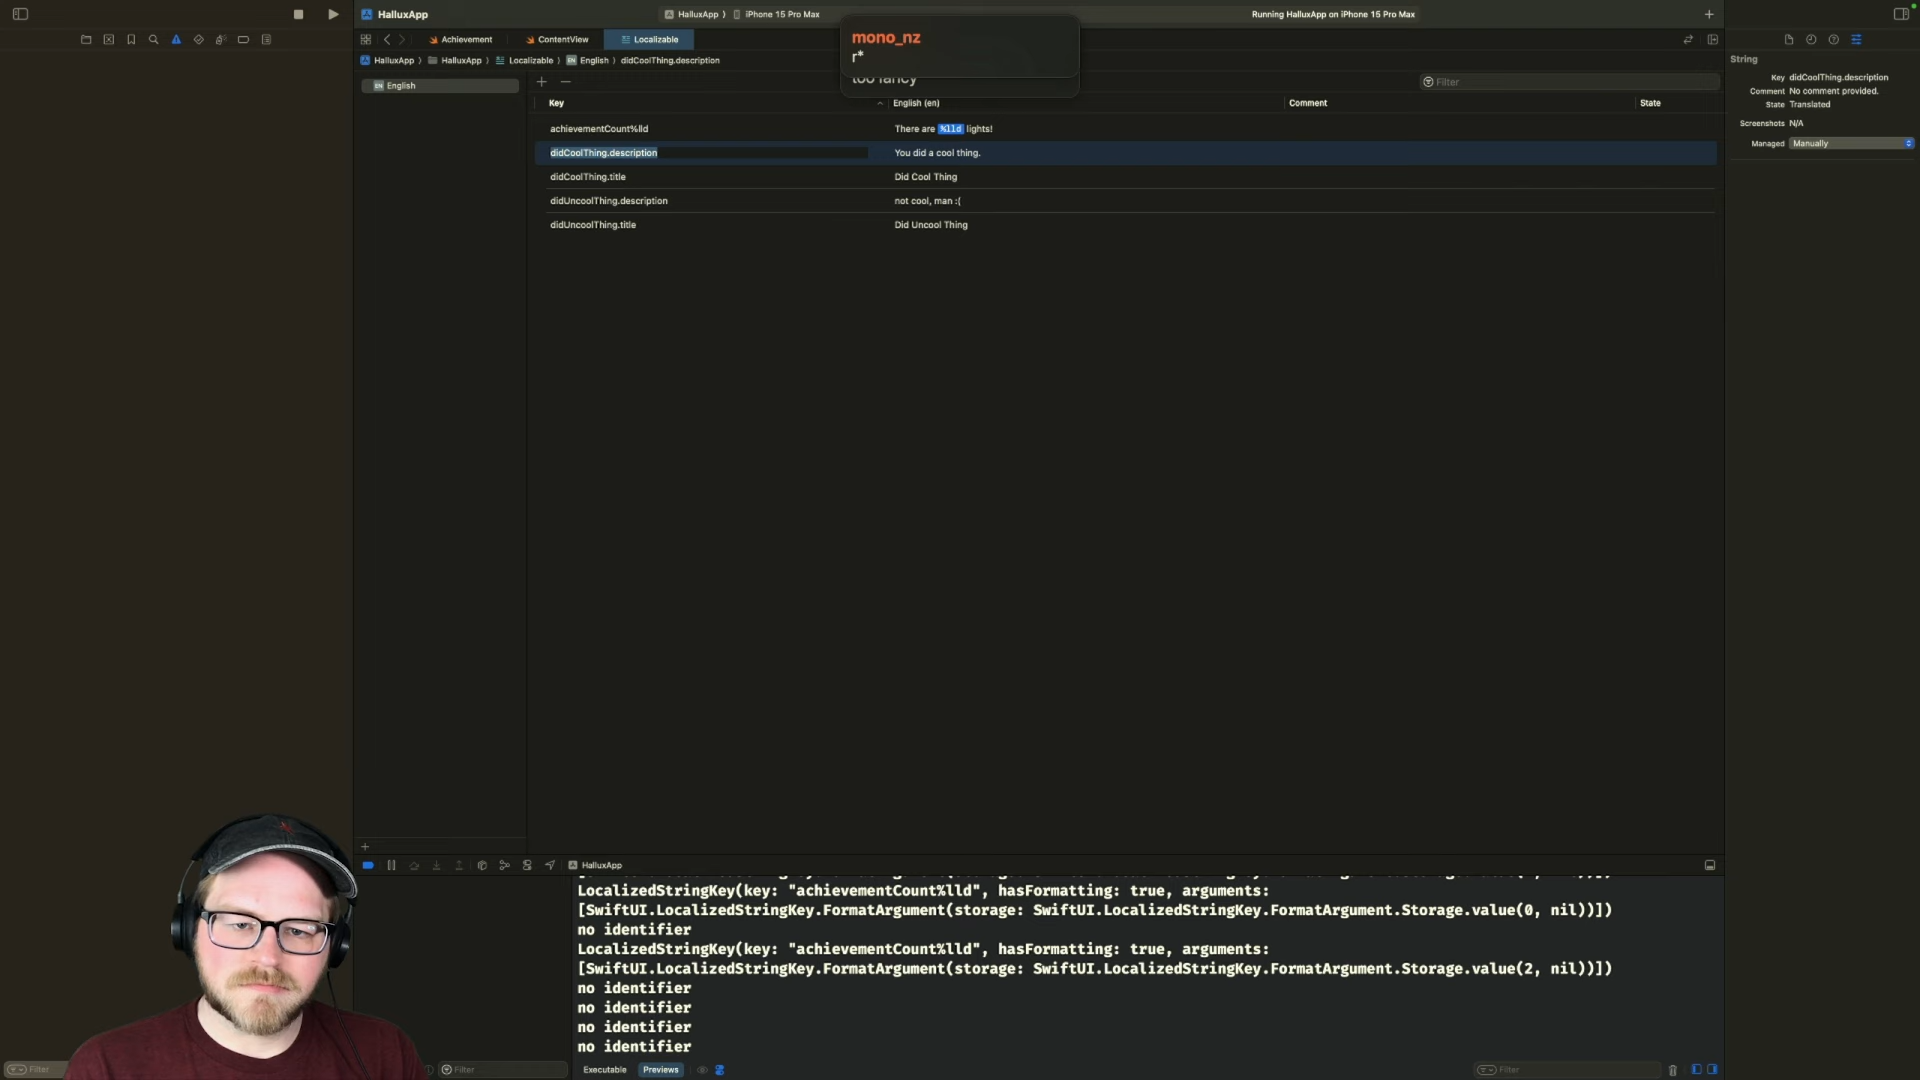 HalluxApp
HalluxApp
iPhone 15 Pro Max
Running HalluxApp on iPhone 15 Pro Max
Achievement
ContentView
Localizable
mono_nz
r*
too fancy
HalluxApp
HalluxApp
Localizable
English
didCoolThing.description
String
Key didCoolThing.description
Comment No comment provided.
State Translated
Screenshots N/A
Managed Manually
EN English
Filter
Key
English (en)
Comment
State
achievementCount%lld
There are %lld lights!
didCoolThing.description
You did a cool thing.
didCoolThing.title
Did Cool Thing
didUncoolThing.description
not cool, man :(
didUncoolThing.title
Did Uncool Thing
HalluxApp
LocalizedStringKey(key: "achievementCount%lld", hasFormatting: true, arguments:
[SwiftUI.LocalizedStringKey.FormatArgument(storage: SwiftUI.LocalizedStringKey.FormatArgument.Storage.value(0, nil))])
no identifier
LocalizedStringKey(key: "achievementCount%lld", hasFormatting: true, arguments:
[SwiftUI.LocalizedStringKey.FormatArgument(storage: SwiftUI.LocalizedStringKey.FormatArgument.Storage.value(2, nil))])
no identifier
no identifier
no identifier
no identifier
Filter
Filter
Executable
Previews
Filter